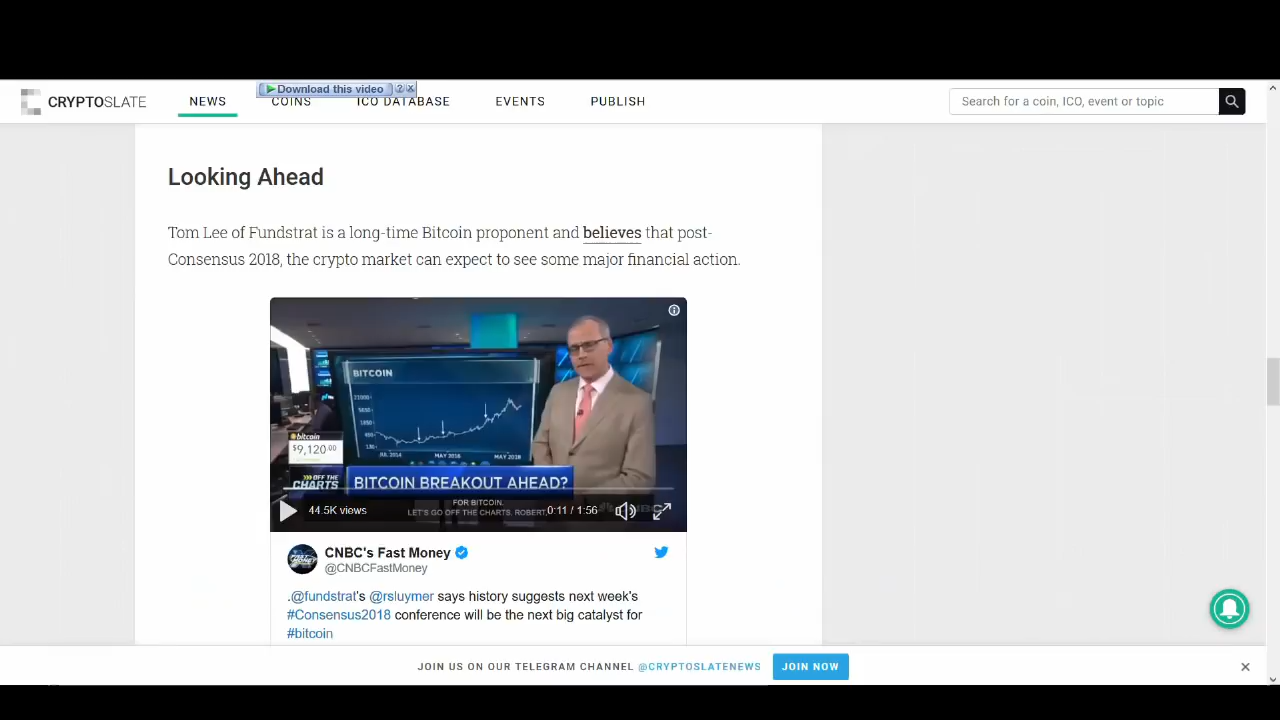 Download this video
CRYPTOSLATE
NEWS
COINS
ICO DATABASE
EVENTS
PUBLISH
Search for a coin, ICO, event or topic
Looking Ahead
Tom Lee of Fundstrat is a long-time Bitcoin proponent and believes that post-
Consensus 2018, the crypto market can expect to see some major financial action.
BITCOIN
JUL 2014
MAY 2016
MAY 2018
bitcoin
$9,120.00
OFF THE
CHARTS
BITCOIN BREAKOUT AHEAD?
FOR BITCOIN.
LET'S GO OFF THE CHARTS. ROBERT,
44.5K views
0:11 / 1:56
CNBC's Fast Money
@CNBCFastMoney
.@fundstrat's @rsluymer says history suggests next week's
#Consensus2018 conference will be the next big catalyst for
#bitcoin
JOIN US ON OUR TELEGRAM CHANNEL @CRYPTOSLATENEWS
JOIN NOW